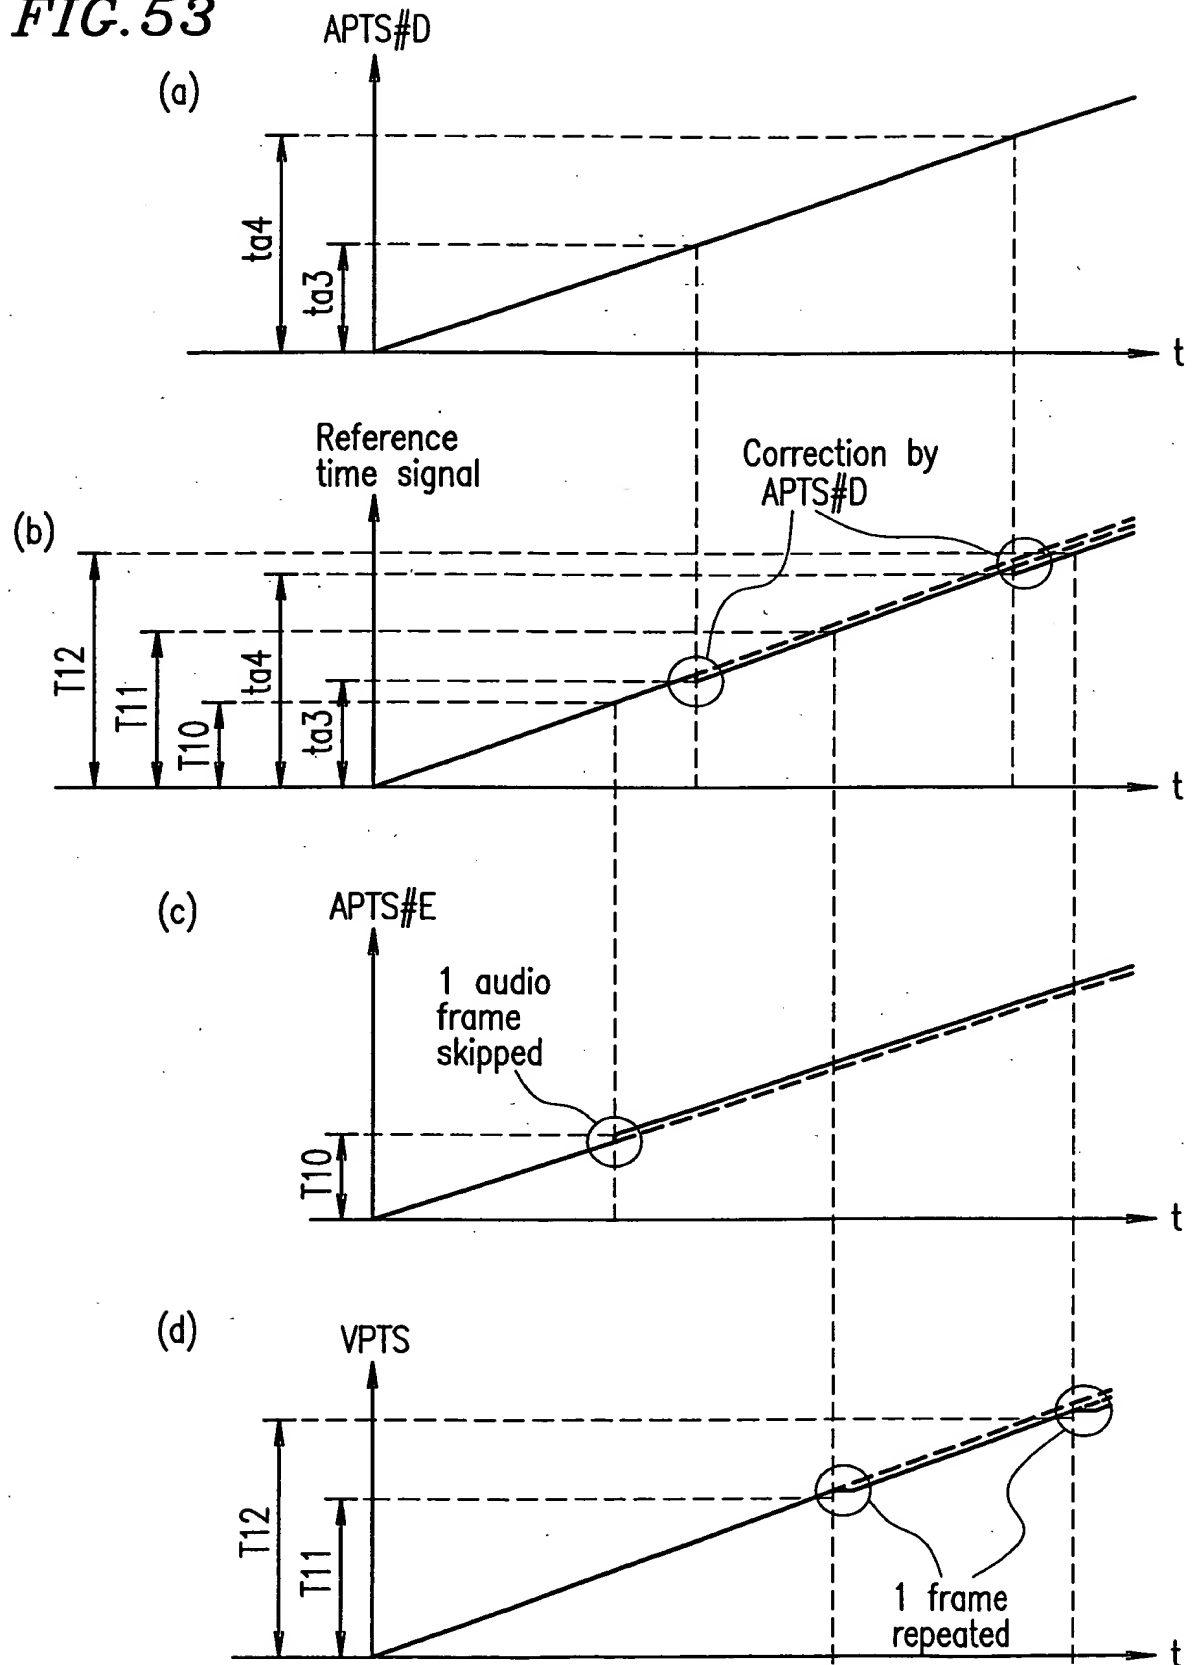 FIG.53
APTS#D
(a)
ta4
ta3
t
Reference
time signal
Correction by
APTS#D
(b)
T12
T11
T10
ta4
ta3
t
(c)
APTS#E
1 audio
frame
skipped
T10
t
(d)
VPTS
T12
T11
1 frame
repeated
t